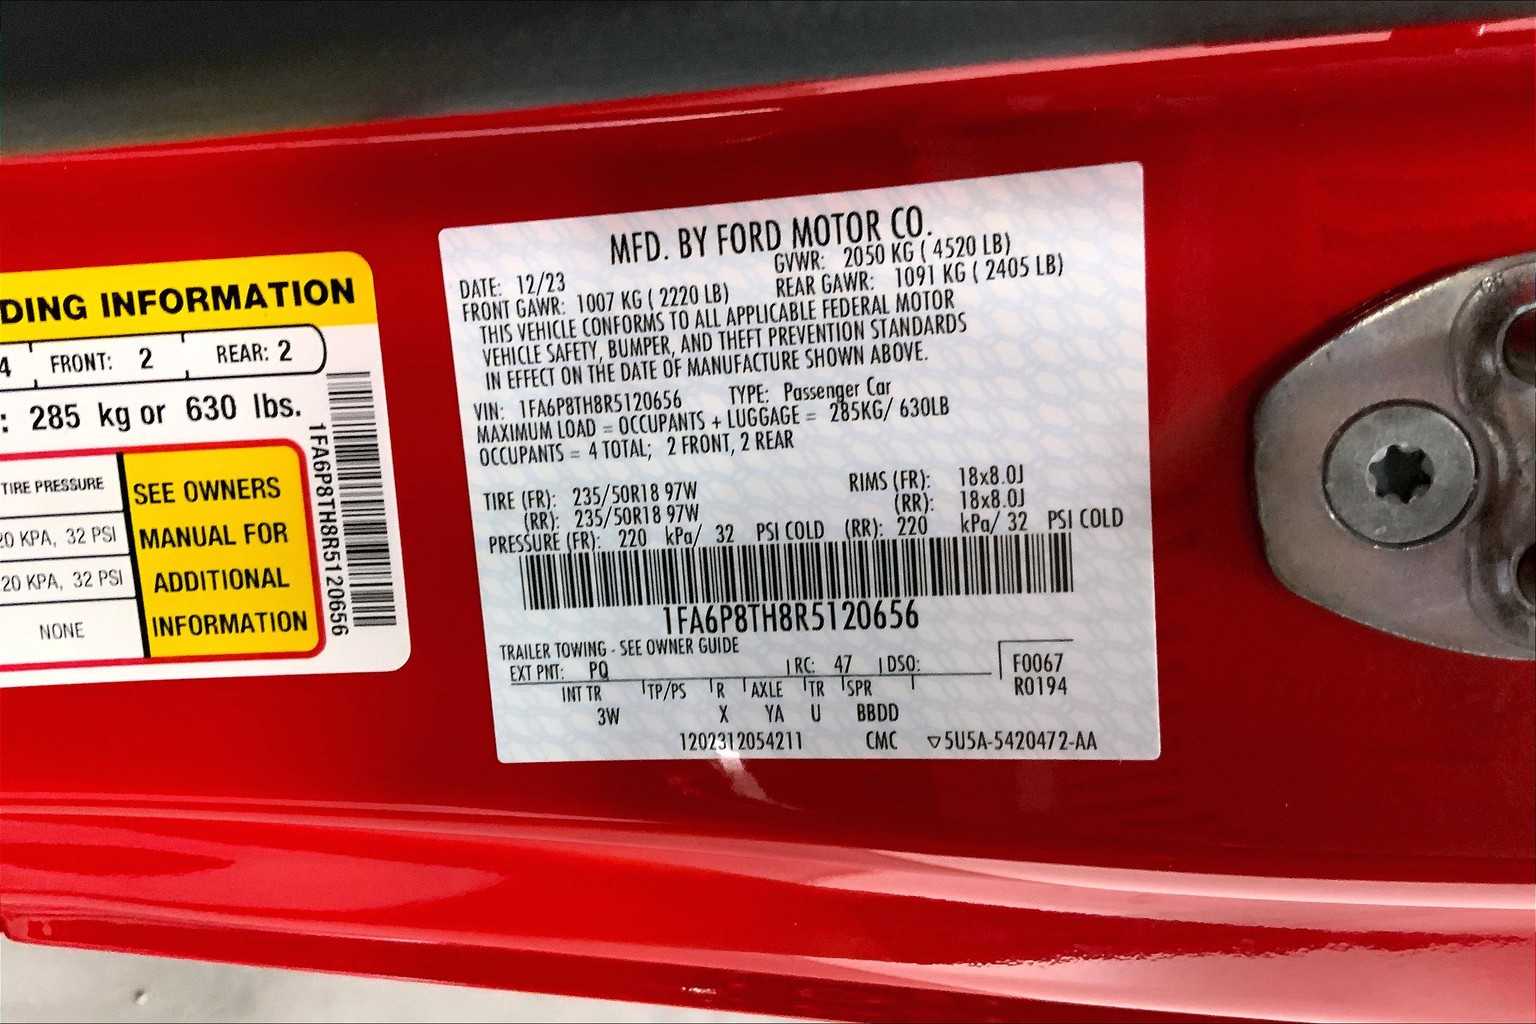 DING INFORMATION
4 FRONT: 2 REAR: 2
: 285 kg or 630 lbs.
TIRE PRESSURE
20 KPA, 32 PSI
20 KPA, 32 PSI
NONE
SEE OWNERS
MANUAL FOR
ADDITIONAL
INFORMATION
1FA6P8TH8R5120656
MFD. BY FORD MOTOR CO.
DATE: 12/23 GVWR: 2050 KG ( 4520 LB)
FRONT GAWR: 1007 KG ( 2220 LB) REAR GAWR: 1091 KG ( 2405 LB)
THIS VEHICLE CONFORMS TO ALL APPLICABLE FEDERAL MOTOR
VEHICLE SAFETY, BUMPER, AND THEFT PREVENTION STANDARDS
IN EFFECT ON THE DATE OF MANUFACTURE SHOWN ABOVE.
VIN: 1FA6P8TH8R5120656 TYPE: Passenger Car
MAXIMUM LOAD = OCCUPANTS + LUGGAGE = 285KG/ 630LB
OCCUPANTS = 4 TOTAL; 2 FRONT, 2 REAR
TIRE (FR): 235/50R18 97W RIMS (FR): 18x8.0J
(RR): 235/50R18 97W (RR): 18x8.0J
PRESSURE (FR): 220 kPa/ 32 PSI COLD (RR): 220 kPa/ 32 PSI COLD
1FA6P8TH8R5120656
TRAILER TOWING - SEE OWNER GUIDE
EXT PNT: PQ RC: 47 DSO: F0067
INT TR TP/PS R AXLE TR SPR R0194
3W X YA U BBDD
1202312054211 CMC ▽5U5A-5420472-AA